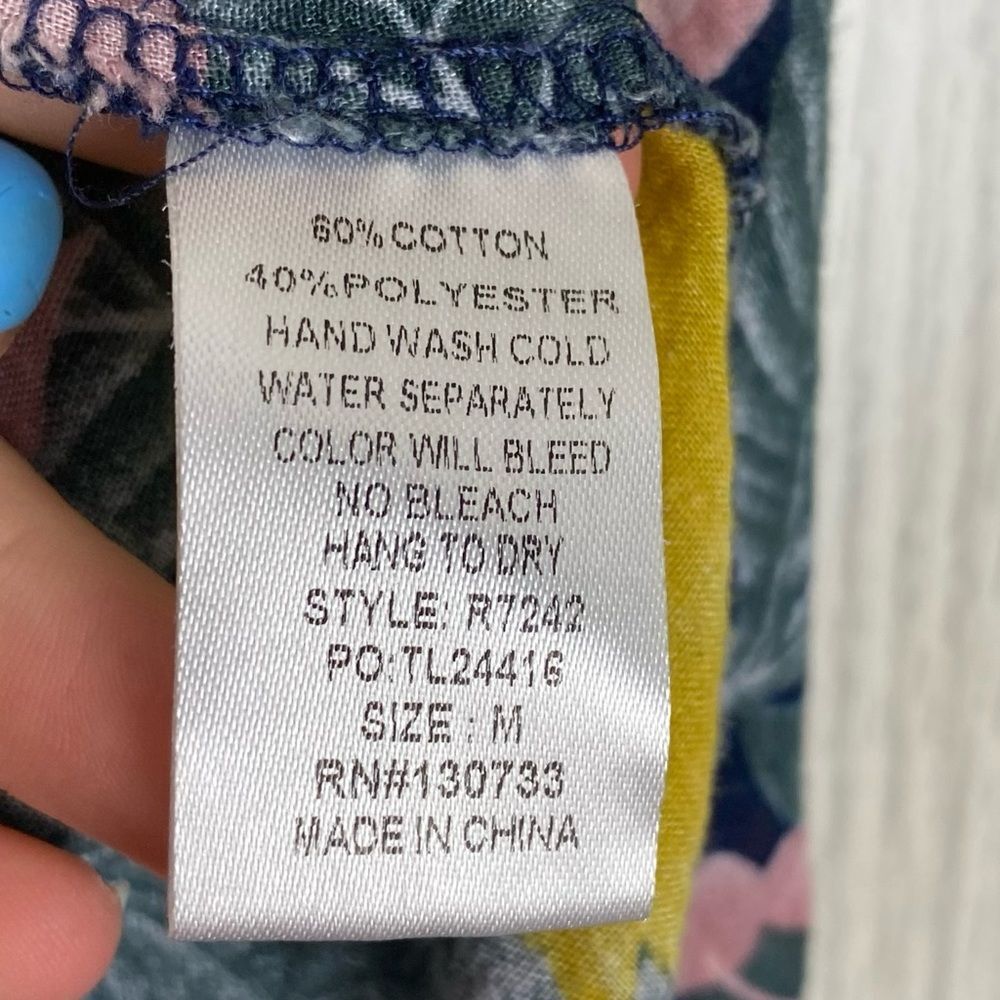 60% COTTON
40% POLYESTER
HAND WASH COLD
WATER SEPARATELY
COLOR WILL BLEED
NO BLEACH
HANG TO DRY
STYLE: R7242
PO:TL24416
SIZE : M
RN#130733
MADE IN CHINA